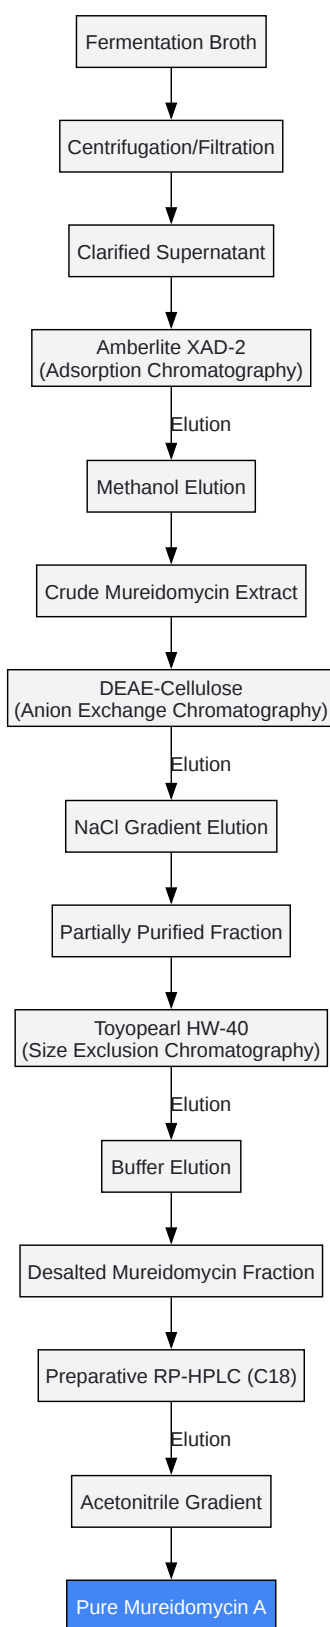 Fermentation Broth
Centrifugation/Filtration
Clarified Supernatant
Amberlite XAD-2
(Adsorption Chromatography)
Elution
Methanol Elution
Crude Mureidomycin Extract
DEAE-Cellulose
(Anion Exchange Chromatography)
Elution
NaCl Gradient Elution
Partially Purified Fraction
Toyopearl HW-40
(Size Exclusion Chromatography)
Elution
Buffer Elution
Desalted Mureidomycin Fraction
Preparative RP-HPLC (C18)
Elution
Acetonitrile Gradient
Pure Mureidomycin A